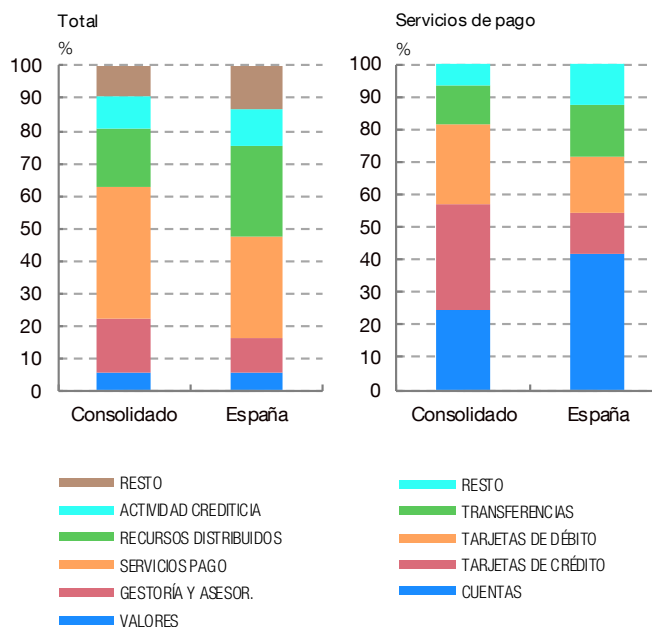 Total
%
100
90
80
70
60
50
40
30
20
10
0
Consolidado España
RESTO
ACTIVIDAD CREDITICIA
RECURSOS DISTRIBUIDOS
SERVICIOS PAGO
GESTORÍA Y ASESOR.
VALORES
Servicios de pago
%
100
90
80
70
60
50
40
30
20
10
0
Consolidado España
RESTO
TRANSFERENCIAS
TARJETAS DE DÉBITO
TARJETAS DE CRÉDITO
CUENTAS